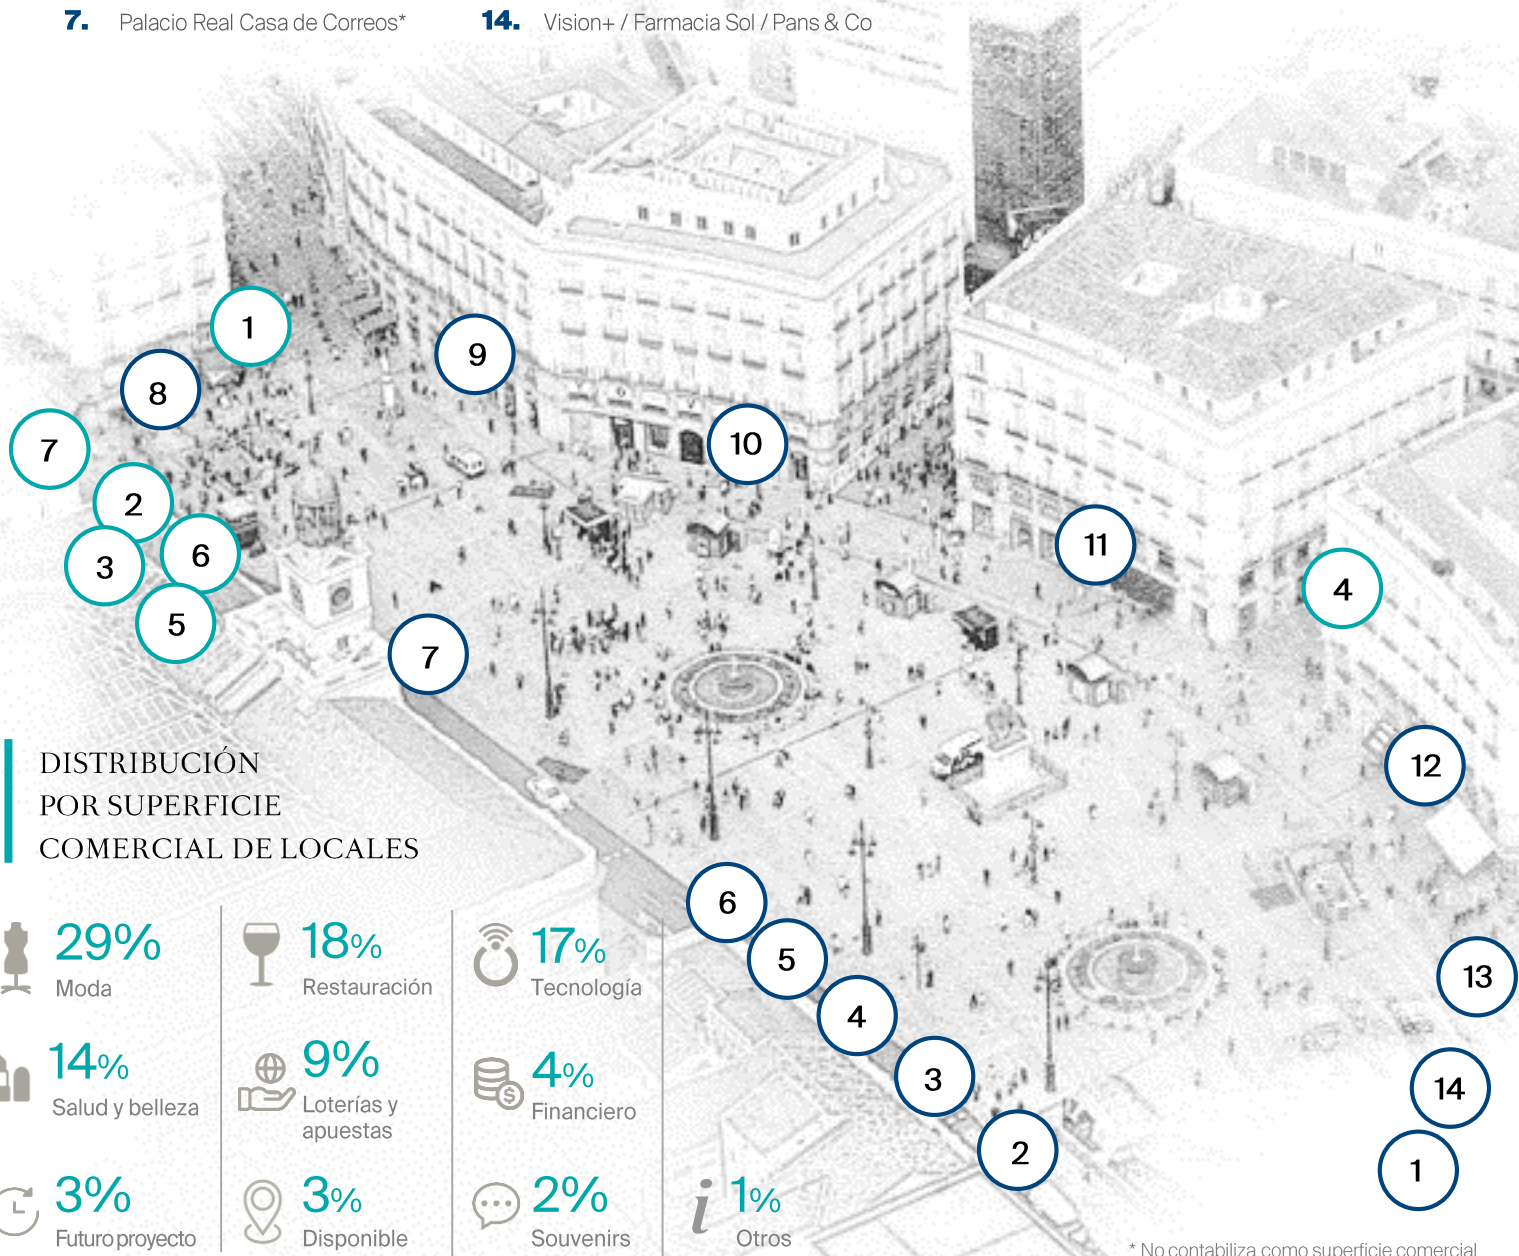 7. Palacio Real Casa de Correos*
14. Vision+ / Farmacia Sol / Pans & Co
1
9
8
10
7
2
11
6
3
4
5
7
12
DISTRIBUCIÓN
POR SUPERFICIE
COMERCIAL DE LOCALES
6
5
13
4
3
14
2
1
29%
Moda
18%
Restauración
17%
Tecnología
14%
Salud y belleza
9%
Loterías y
apuestas
4%
Financiero
3%
Futuro proyecto
3%
Disponible
2%
Souvenirs
1%
Otros
* No contabiliza como superficie comercial